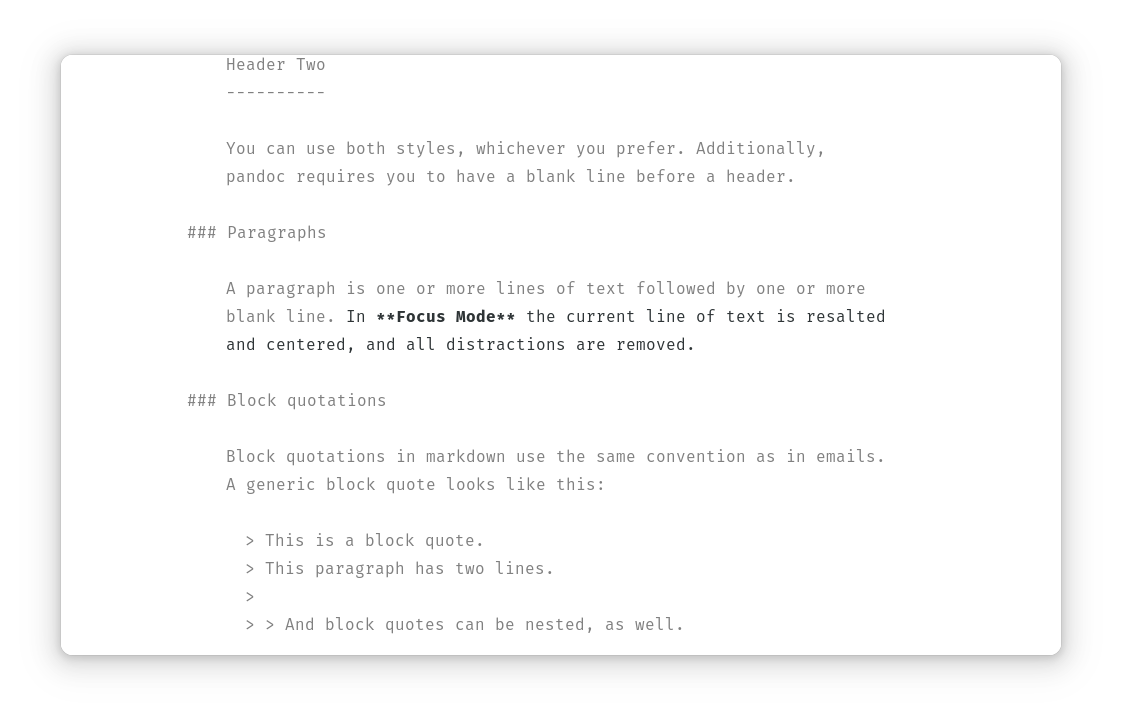 Header Two
----------
You can use both styles, whichever you prefer. Additionally,
pandoc requires you to have a blank line before a header.
### Paragraphs
A paragraph is one or more lines of text followed by one or more
blank line. In **Focus Mode** the current line of text is resalted
and centered, and all distractions are removed.
### Block quotations
Block quotations in markdown use the same convention as in emails.
A generic block quote looks like this:
> This is a block quote.
> This paragraph has two lines.
>
> > And block quotes can be nested, as well.